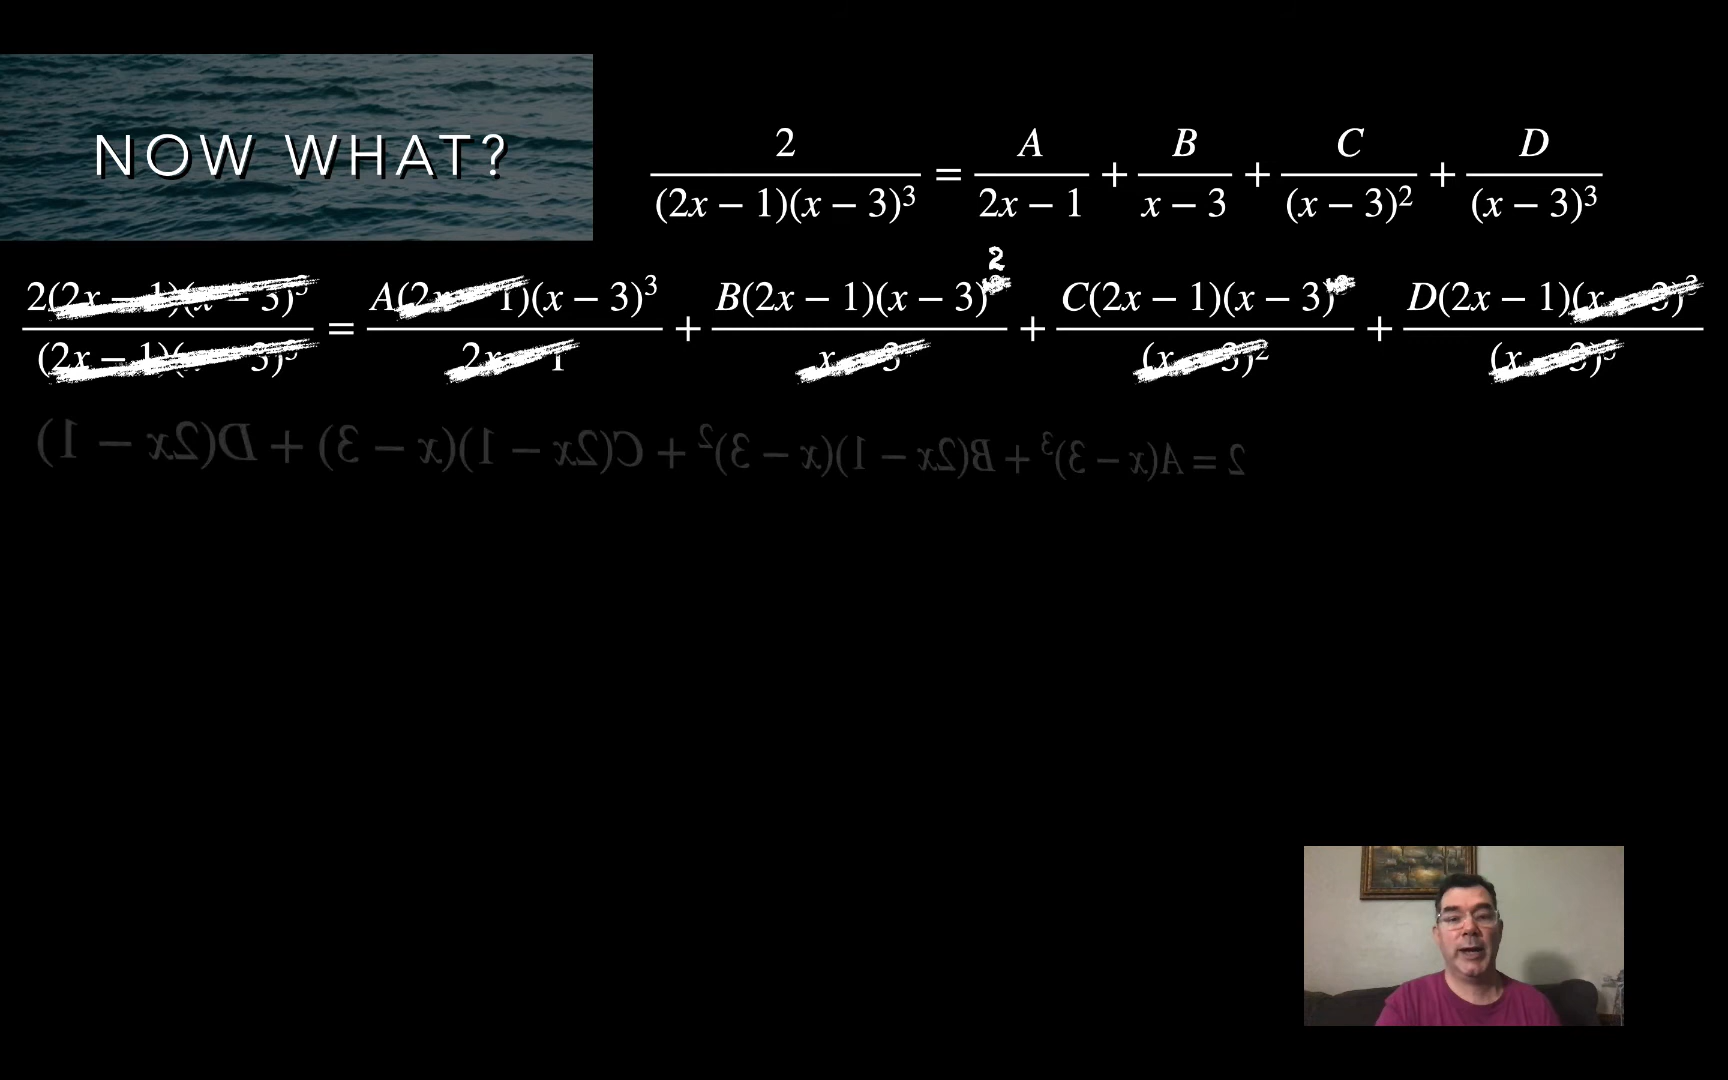 NOW WHAT?
2/((2x − 1)(x − 3)³) = A/(2x − 1) + B/(x − 3) + C/((x − 3)²) + D/((x − 3)³)
2
2(2x − 1)(x − 3)³/((2x − 1)(x − 3)³) = A(2x − 1)(x − 3)³/(2x − 1) + B(2x − 1)(x − 3)³/(x − 3) + C(2x − 1)(x − 3)³/((x − 3)²) + D(2x − 1)(x − 3)³/((x − 3)³)
2 = A(x − 3)³ + B(2x − 1)(x − 3)² + C(2x − 1)(x − 3) + D(2x − 1)